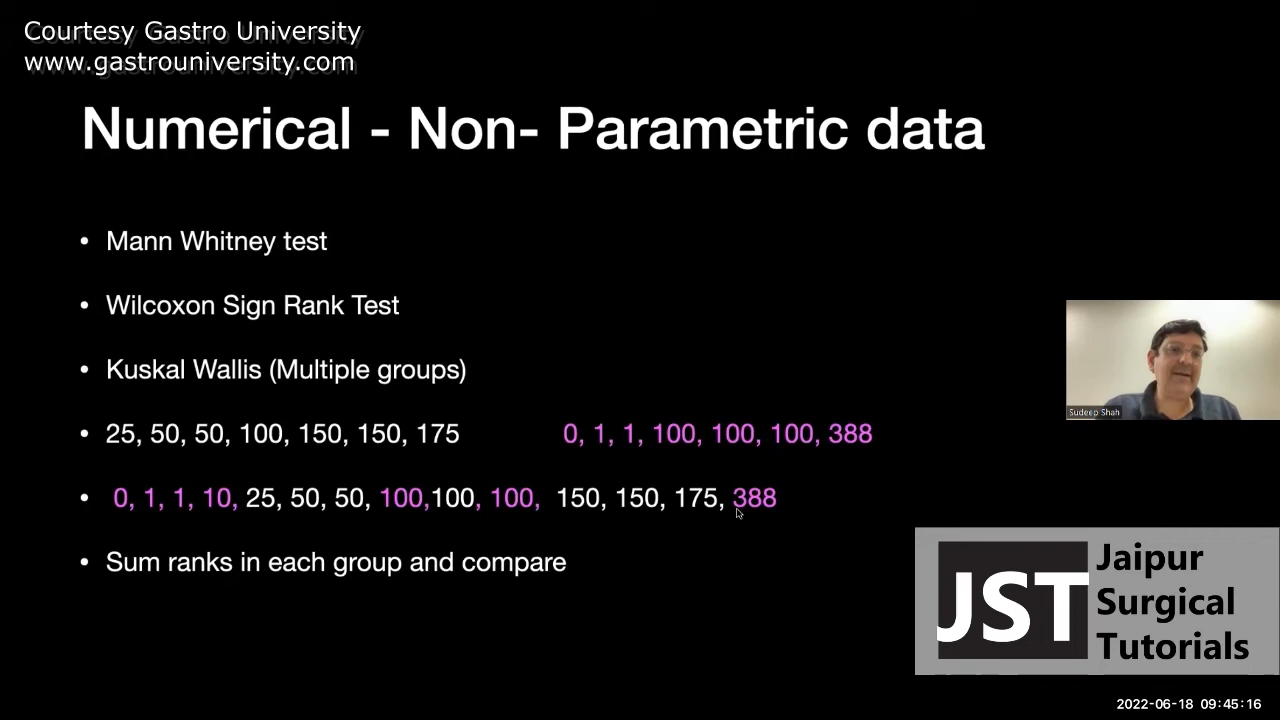 Courtesy Gastro University
www.gastrouniversity.com
Numerical - Non- Parametric data
• Mann Whitney test
• Wilcoxon Sign Rank Test
• Kuskal Wallis (Multiple groups)
• 25, 50, 50, 100, 150, 150, 175 0, 1, 1, 100, 100, 100, 388
• 0, 1, 1, 10, 25, 50, 50, 100,100, 100, 150, 150, 175, 388
• Sum ranks in each group and compare
Sudeep Shah
JST
Jaipur
Surgical
Tutorials
2022-06-18 09:45:16